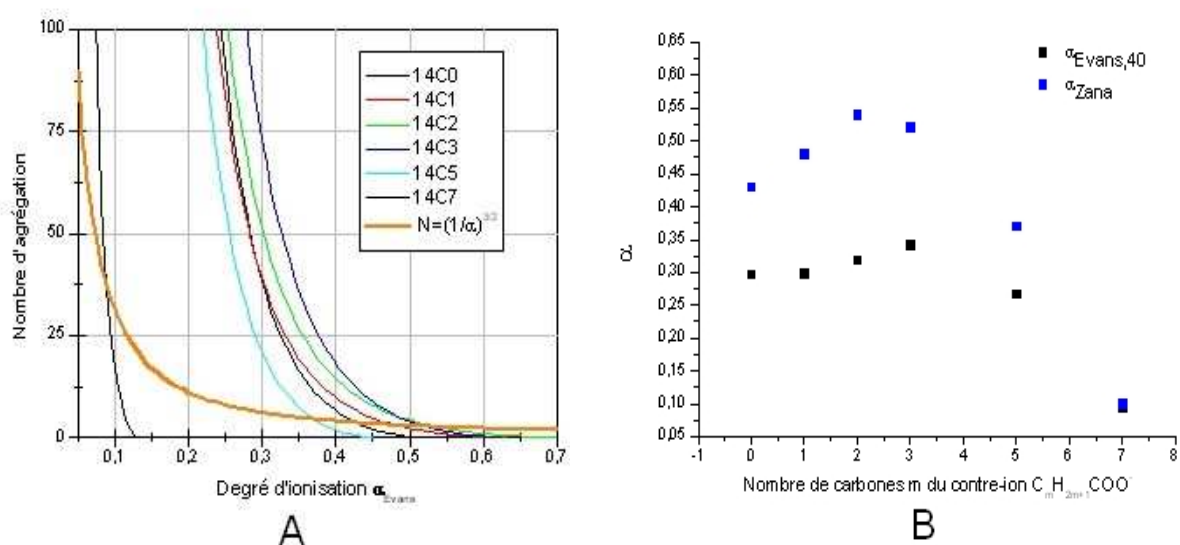 100
75
50
25
0
Nombre d'agrégation
14C0
14C1
14C2
14C3
14C5
14C7
N=(1/α)
0,1 0,2 0,3 0,4 0,5 0,6 0,7
Degré d'ionisation α Evans
A
0,65
0,60
0,55
0,50
0,45
0,40
0,35
0,30
0,25
0,20
0,15
0,10
0,05
α
αEvans,40
αZana
-1 0 1 2 3 4 5 6 7 8
Nombre de carbones m du contre-ion CmH2m+1COO-
B